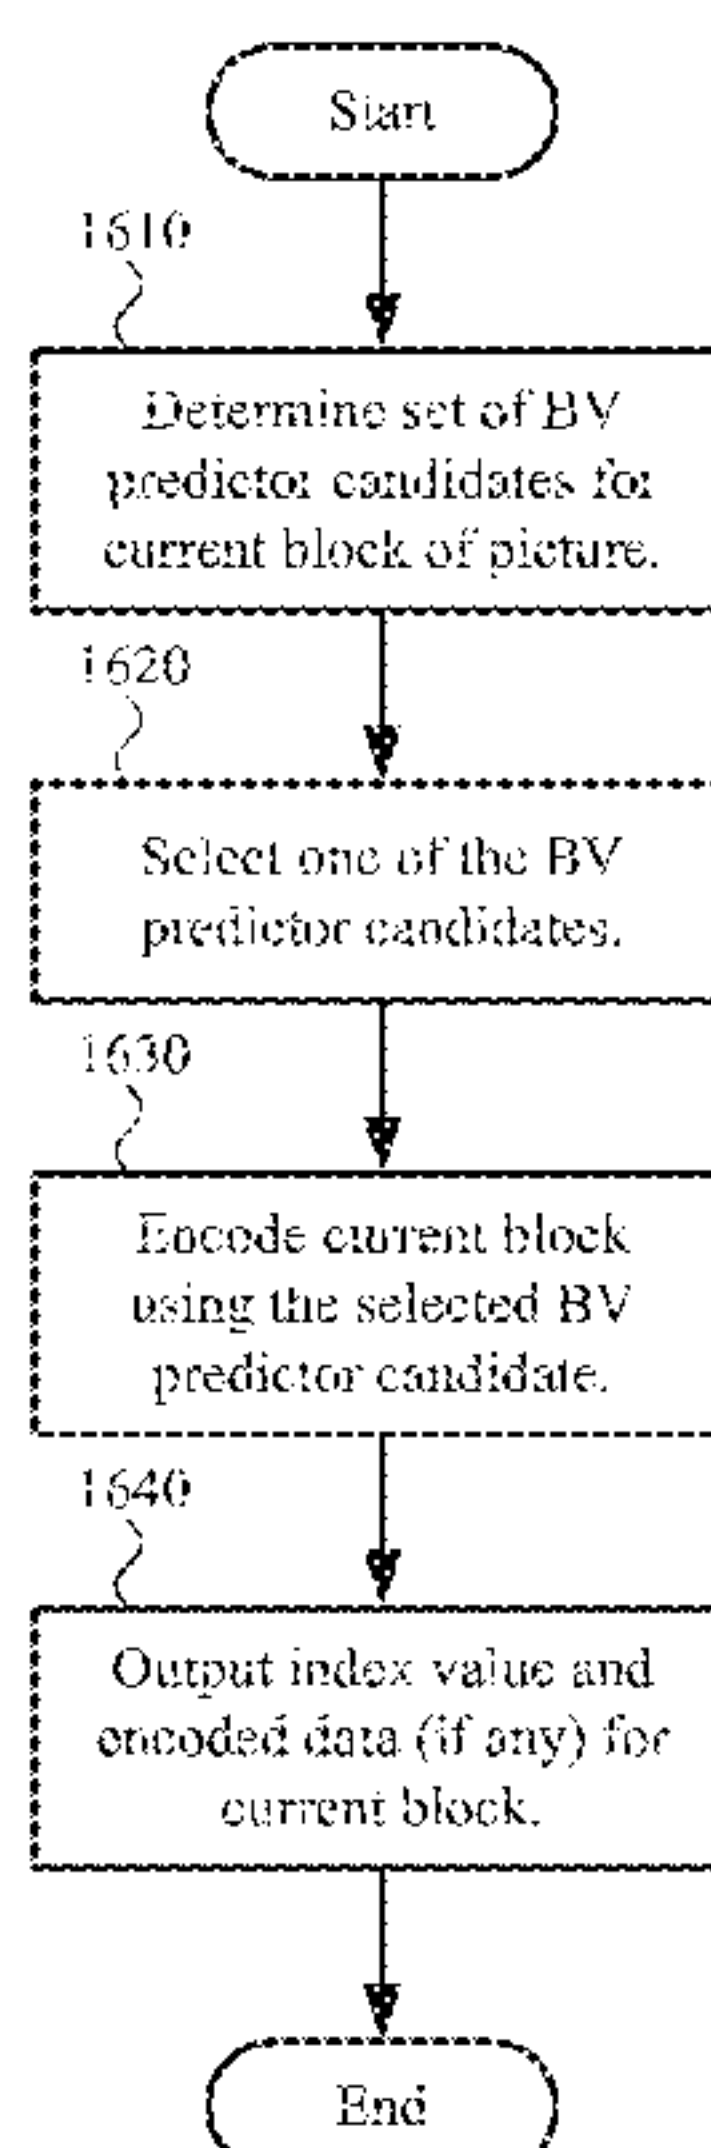 Start
1610
Determine set of BV
predictor candidates for
current block of picture.
1620
Select one of the BV
predictor candidates.
1630
Encode current block
using the selected BV
predictor candidate.
1640
Output index value and
encoded data (if any) for
current block.
End